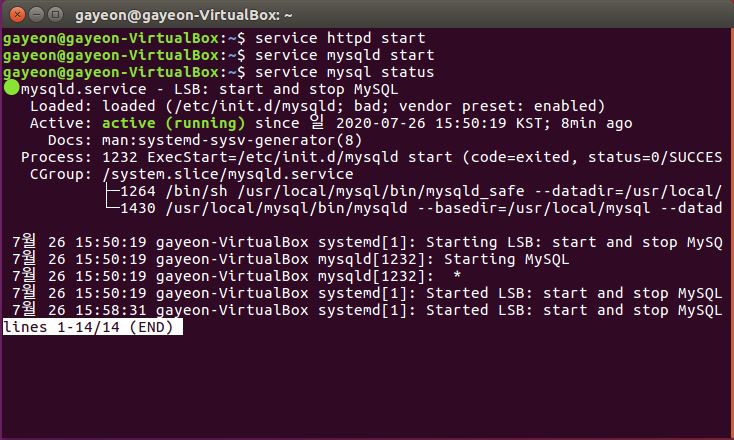 gayeon@gayeon-VirtualBox: ~
gayeon@gayeon-VirtualBox:~$ service httpd start
gayeon@gayeon-VirtualBox:~$ service mysqld start
gayeon@gayeon-VirtualBox:~$ service mysql status
●mysqld.service - LSB: start and stop MySQL
   Loaded: loaded (/etc/init.d/mysqld; bad; vendor preset: enabled)
   Active: active (running) since 일 2020-07-26 15:50:19 KST; 8min ago
     Docs: man:systemd-sysv-generator(8)
  Process: 1232 ExecStart=/etc/init.d/mysqld start (code=exited, status=0/SUCCES
   CGroup: /system.slice/mysqld.service
           ├─1264 /bin/sh /usr/local/mysql/bin/mysqld_safe --datadir=/usr/local/
           └─1430 /usr/local/mysql/bin/mysqld --basedir=/usr/local/mysql --datad
 7월 26 15:50:19 gayeon-VirtualBox systemd[1]: Starting LSB: start and stop MySQ
 7월 26 15:50:19 gayeon-VirtualBox mysqld[1232]: Starting MySQL
 7월 26 15:50:19 gayeon-VirtualBox mysqld[1232]:  *
 7월 26 15:50:19 gayeon-VirtualBox systemd[1]: Started LSB: start and stop MySQL
 7월 26 15:58:31 gayeon-VirtualBox systemd[1]: Started LSB: start and stop MySQL
lines 1-14/14 (END)